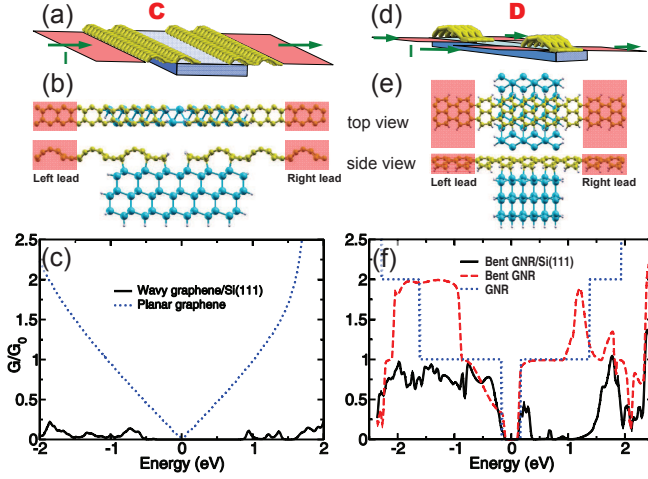 C
D
(a)
(d)
I
I
(b)
(e)
top view
side view
Left lead
Right lead
Left lead
Right lead
(c)
Wavy graphene/Si(111)
Planar graphene
G/G0
2.5
2
1.5
1
0.5
0
-2
-1
0
1
2
Energy (eV)
(f)
Bent GNR/Si(111)
Bent GNR
GNR
2.5
2
1.5
1
0.5
0
-2
-1
0
1
2
Energy (eV)